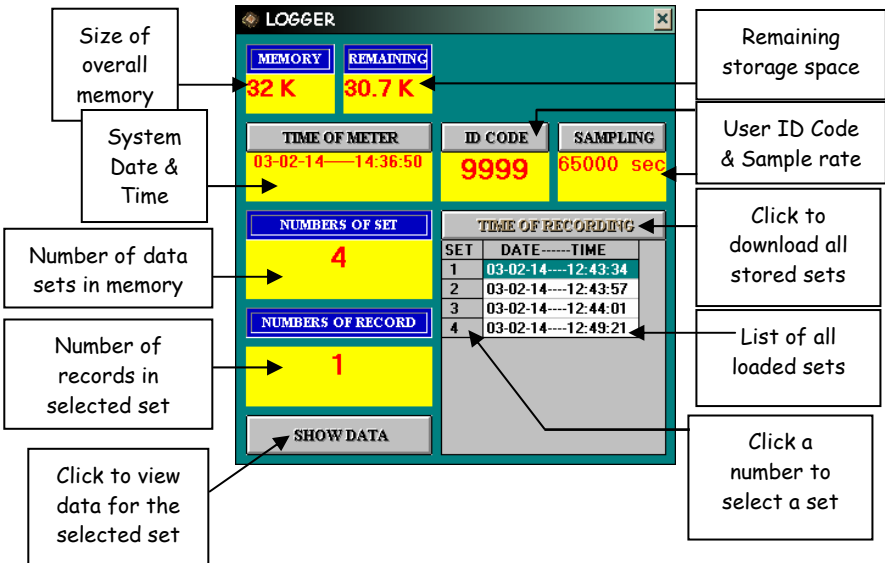 LOGGER
Size of
overall
memory
MEMORY REMAINING
32 K 30.7 K
Remaining
storage space
System
Date &
Time
TIME OF METER ID CODE SAMPLING
03-02-14-----14:36:50 9999 65000 sec
User ID Code
& Sample rate
NUMBERS OF SET
4
TIME OF RECORDING
Click to
download all
stored sets
Number of data
sets in memory
SET DATE------TIME
1 03-02-14----12:43:34
2 03-02-14----12:43:57
3 03-02-14----12:44:01
4 03-02-14----12:49:21
List of all
loaded sets
NUMBERS OF RECORD
1
Number of
records in
selected set
SHOW DATA
Click to view
data for the
selected set
Click a
number to
select a set